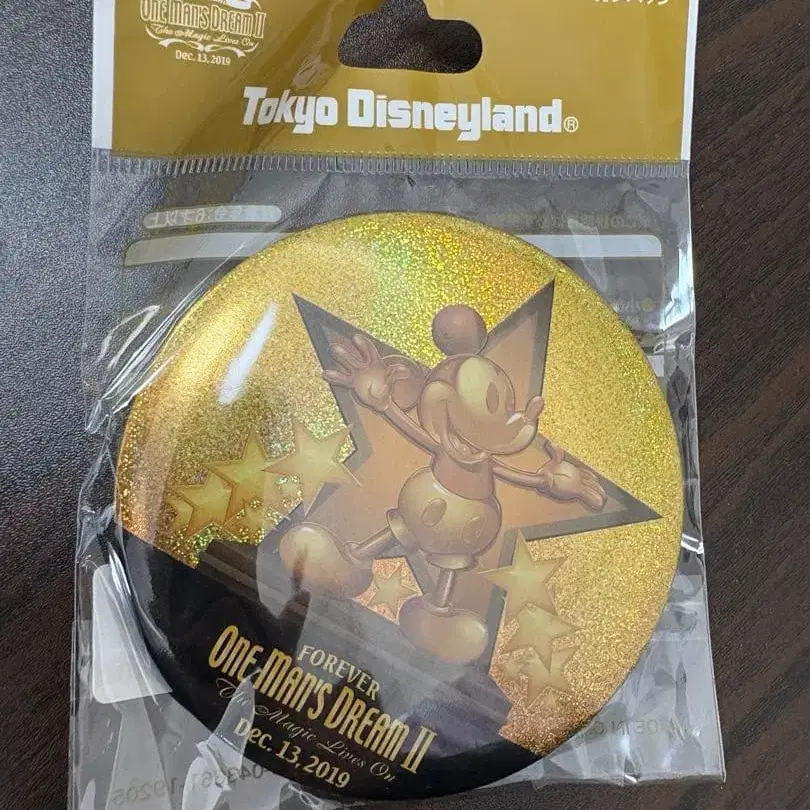 ONE MAN'S DREAM II
The Magic Lives On
Dec. 13, 2019
Tokyo Disneyland®
FOREVER
ONE MAN'S DREAM II
The Magic Lives On
Dec. 13, 2019